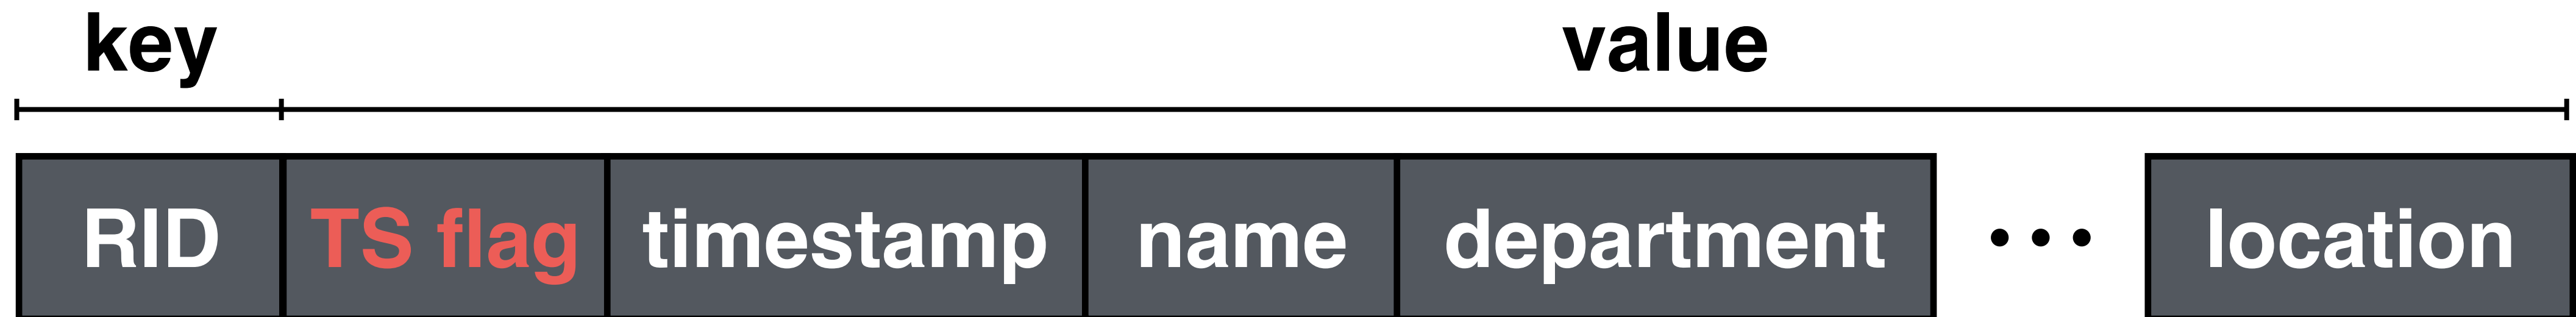 key value
RID TS flag timestamp name department ... location